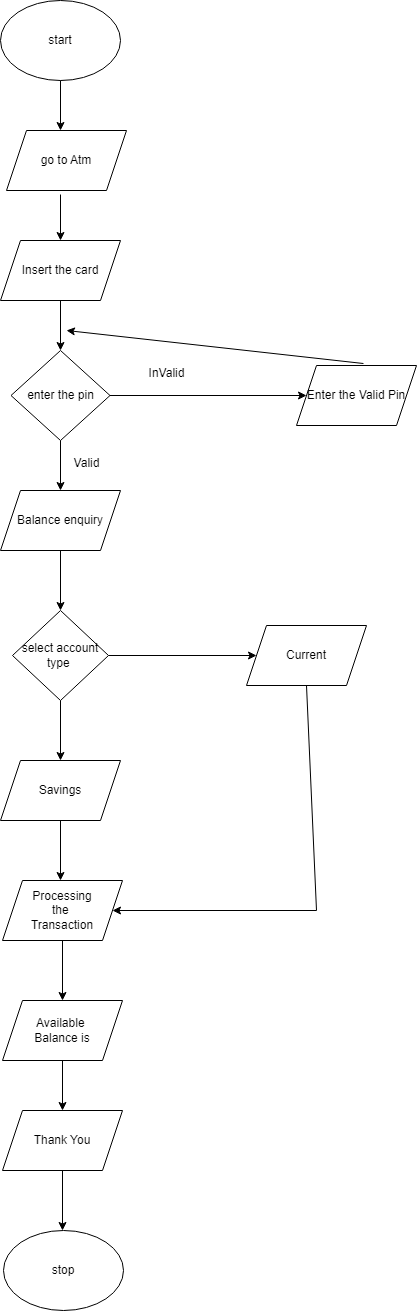 start
go to Atm
Insert the card
InValid
enter the pin
Enter the Valid Pin
Valid
Balance enquiry
select account
type
Current
Savings
Processing
the
Transaction
Available
Balance is
Thank You
stop